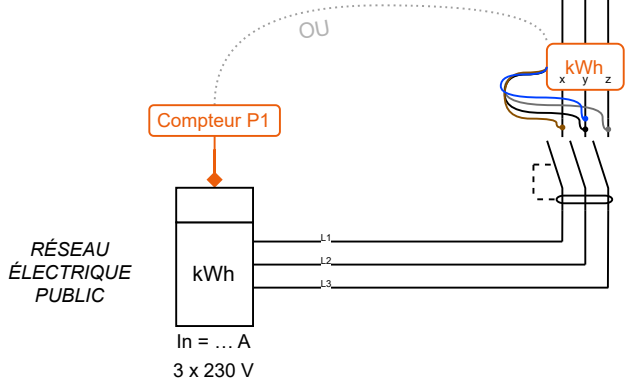 OU
kWh
x y z
Compteur P1
L1
RÉSEAU
ÉLECTRIQUE
PUBLIC
kWh
L2
L3
In = ... A
3 x 230 V